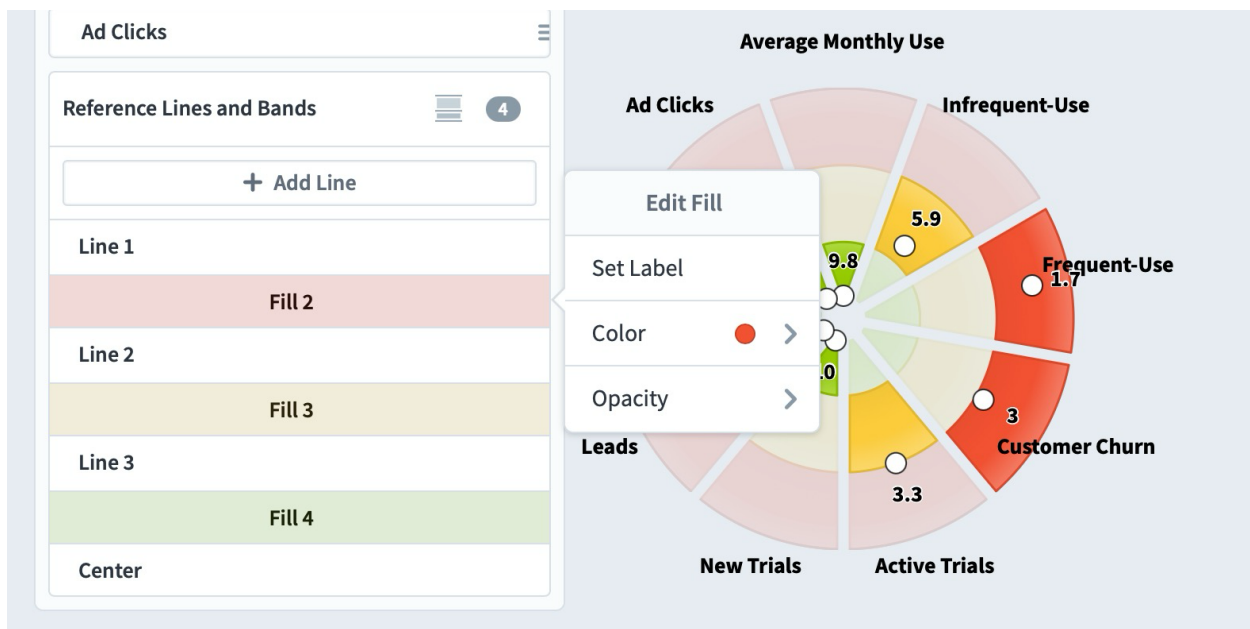 Ad Clicks
Reference Lines and Bands
4
+ Add Line
Line 1
Fill 2
Line 2
Fill 3
Line 3
Fill 4
Center
Edit Fill
Set Label
Color
Opacity
Average Monthly Use
Ad Clicks
Infrequent-Use
5.9
9.8
Frequent-Use
1.7
.0
3
Leads
Customer Churn
3.3
New Trials
Active Trials